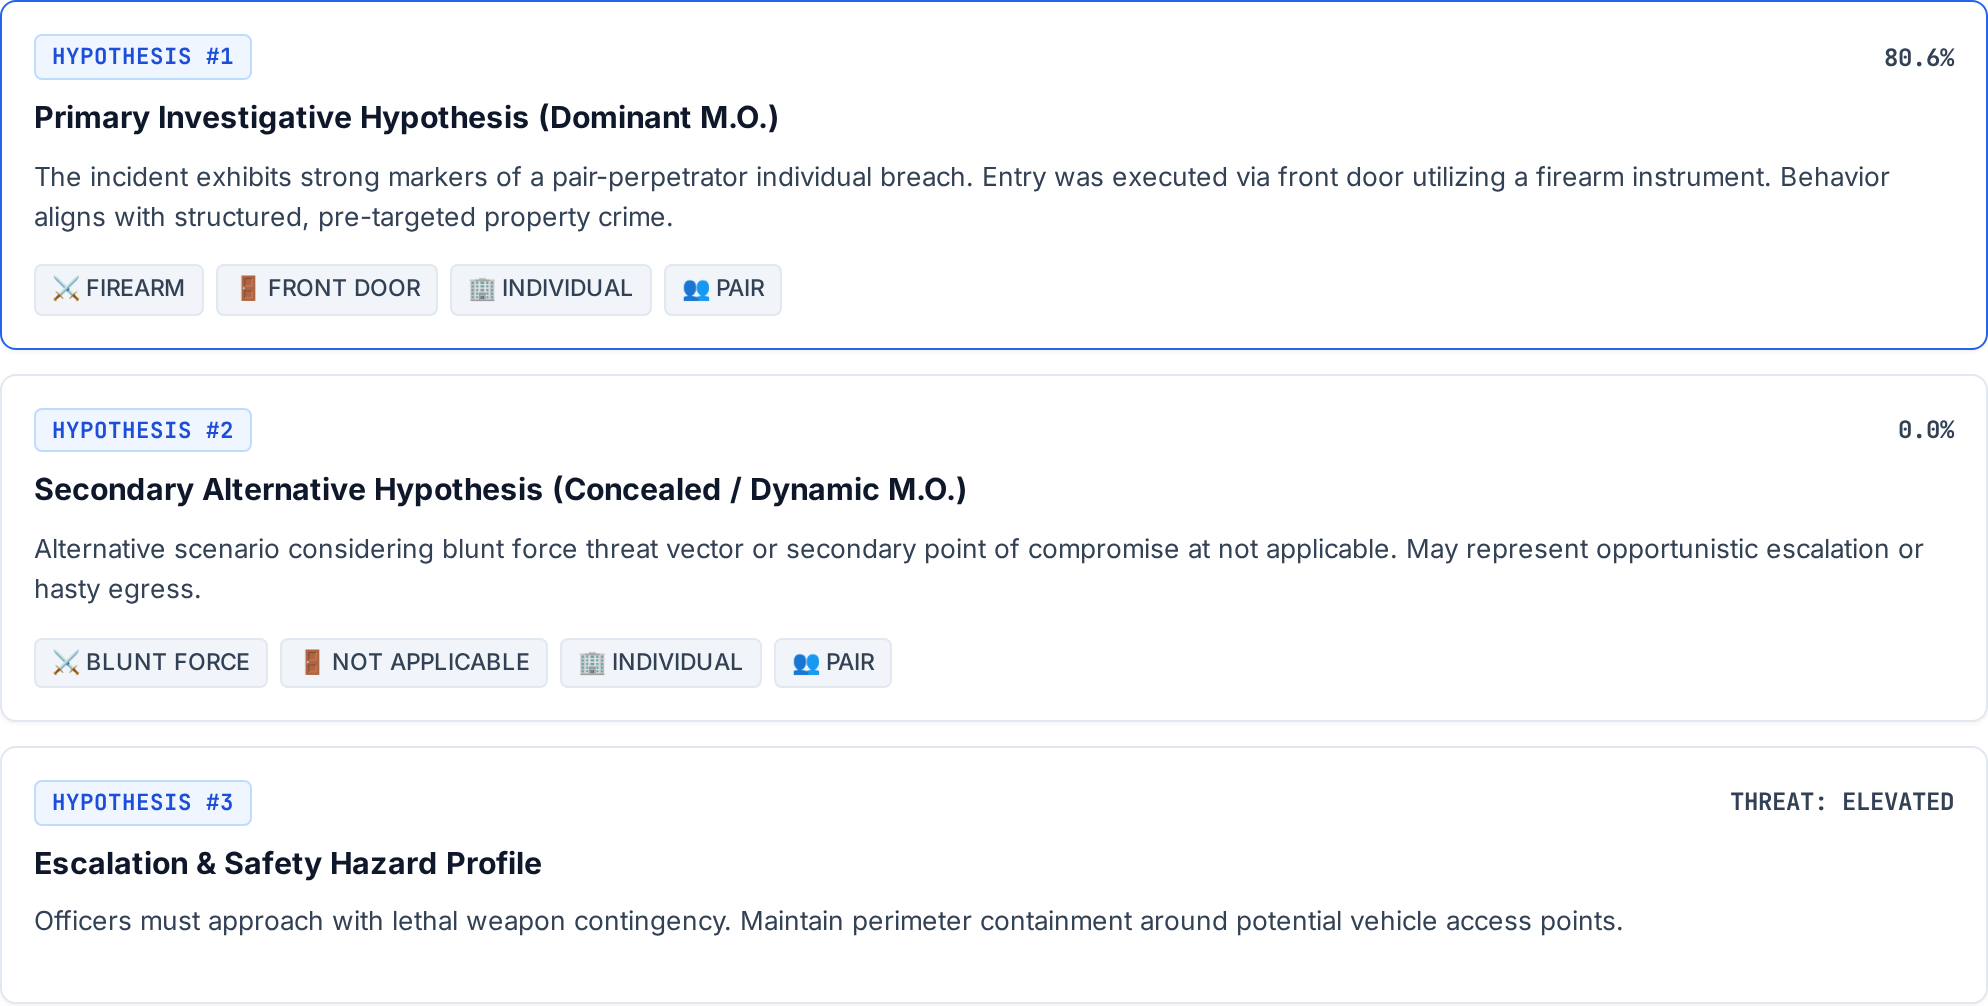 HYPOTHESIS #1
80.6%
Primary Investigative Hypothesis (Dominant M.O.)
The incident exhibits strong markers of a pair-perpetrator individual breach. Entry was executed via front door utilizing a firearm instrument. Behavior
aligns with structured, pre-targeted property crime.
⚔️ FIREARM 🚪 FRONT DOOR 🏢 INDIVIDUAL 👥 PAIR
HYPOTHESIS #2
0.0%
Secondary Alternative Hypothesis (Concealed / Dynamic M.O.)
Alternative scenario considering blunt force threat vector or secondary point of compromise at not applicable. May represent opportunistic escalation or
hasty egress.
⚔️ BLUNT FORCE 🚪 NOT APPLICABLE 🏢 INDIVIDUAL 👥 PAIR
HYPOTHESIS #3
THREAT: ELEVATED
Escalation & Safety Hazard Profile
Officers must approach with lethal weapon contingency. Maintain perimeter containment around potential vehicle access points.